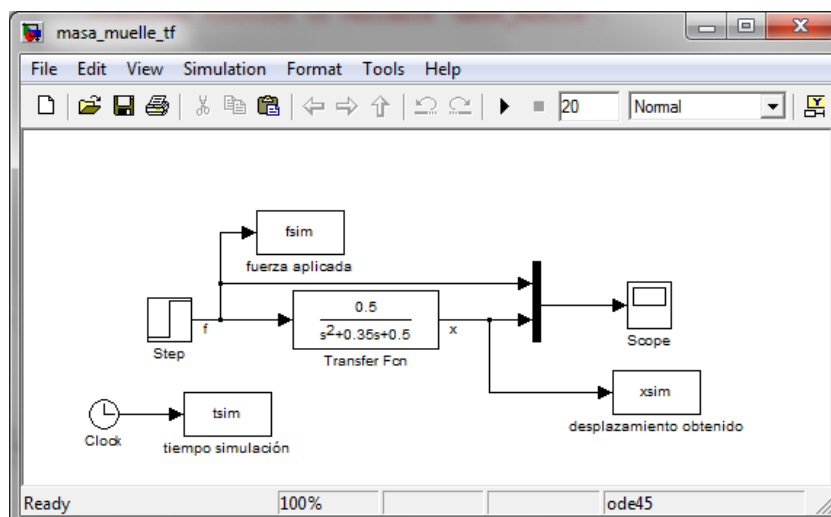 masa_muelle_tf
File Edit View Simulation Format Tools Help
20 Normal
fsim
fuerza aplicada
0.5
s2+0.35s+0.5
f
x
Step
Transfer Fcn
Scope
tsim
xsim
Clock
tiempo simulación
desplazamiento obtenido
Ready 100% ode45